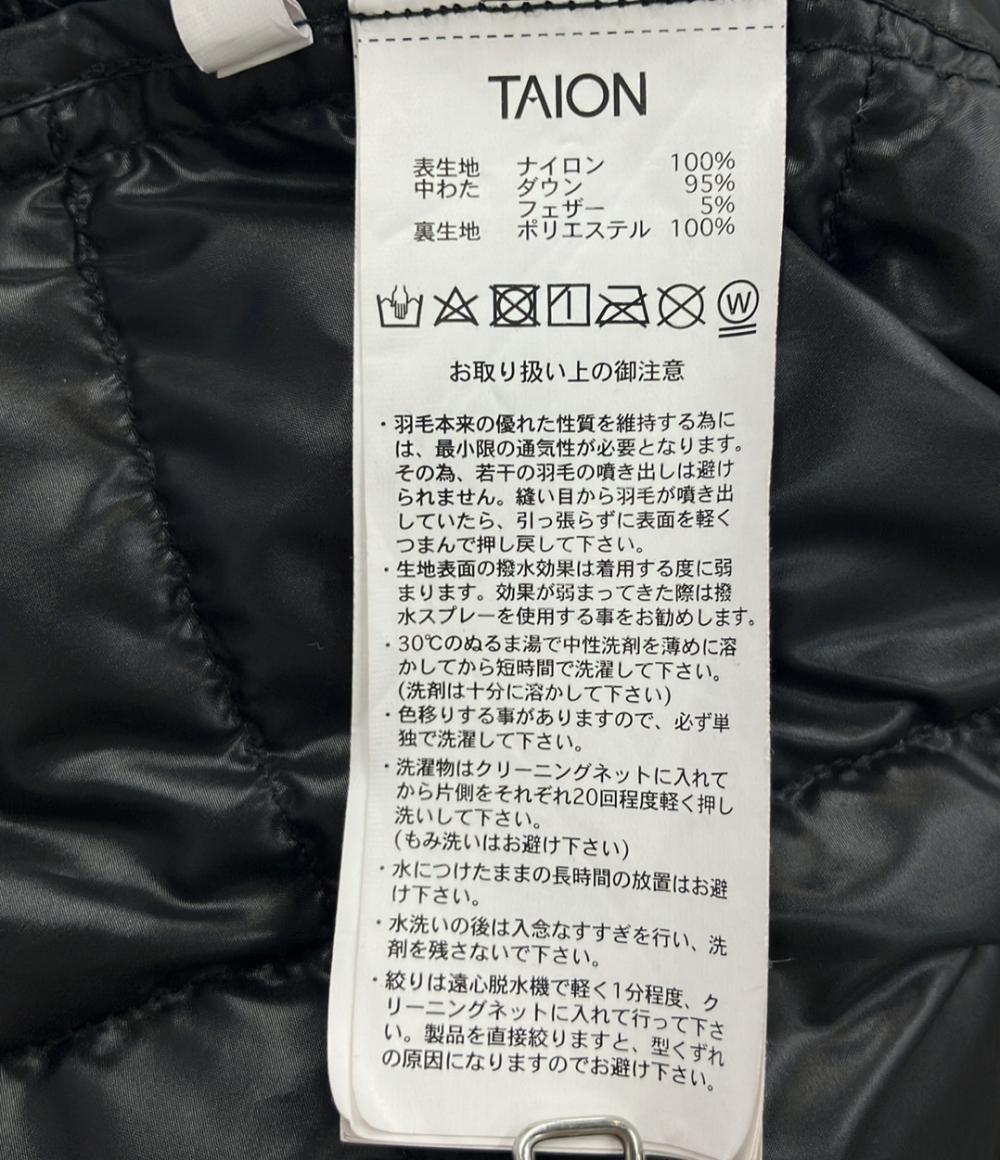 TAION
表生地 ナイロン 100%
中わた ダウン 95%
フェザー 5%
裏生地 ポリエステル 100%
W
お取り扱い上の御注意
・羽毛本来の優れた性質を維持する為に
は、最小限の通気性が必要となります。
その為、若干の羽毛の噴き出しは避け
られません。縫い目から羽毛が噴き出
していたら、引っ張らずに表面を軽く
つまんで押し戻して下さい。
・生地表面の撥水効果は着用する度に弱
まります。効果が弱まってきた際は撥
水スプレーを使用する事をお勧めします。
・30℃のぬるま湯で中性洗剤を薄めに溶
かしてから短時間で洗濯して下さい。
(洗剤は十分に溶かして下さい)
・色移りする事がありますので、必ず単
独で洗濯して下さい。
・洗濯物はクリーニングネットに入れて
から片側をそれぞれ20回程度軽く押し
洗いして下さい。
(もみ洗いはお避け下さい)
・水につけたままの長時間の放置はお避
け下さい。
・水洗いの後は入念なすすぎを行い、洗
剤を残さないで下さい。
・絞りは遠心脱水機で軽く1分程度、ク
リーニングネットに入れて行って下さ
い。製品を直接絞りますと、型くずれ
の原因になりますのでお避け下さい。